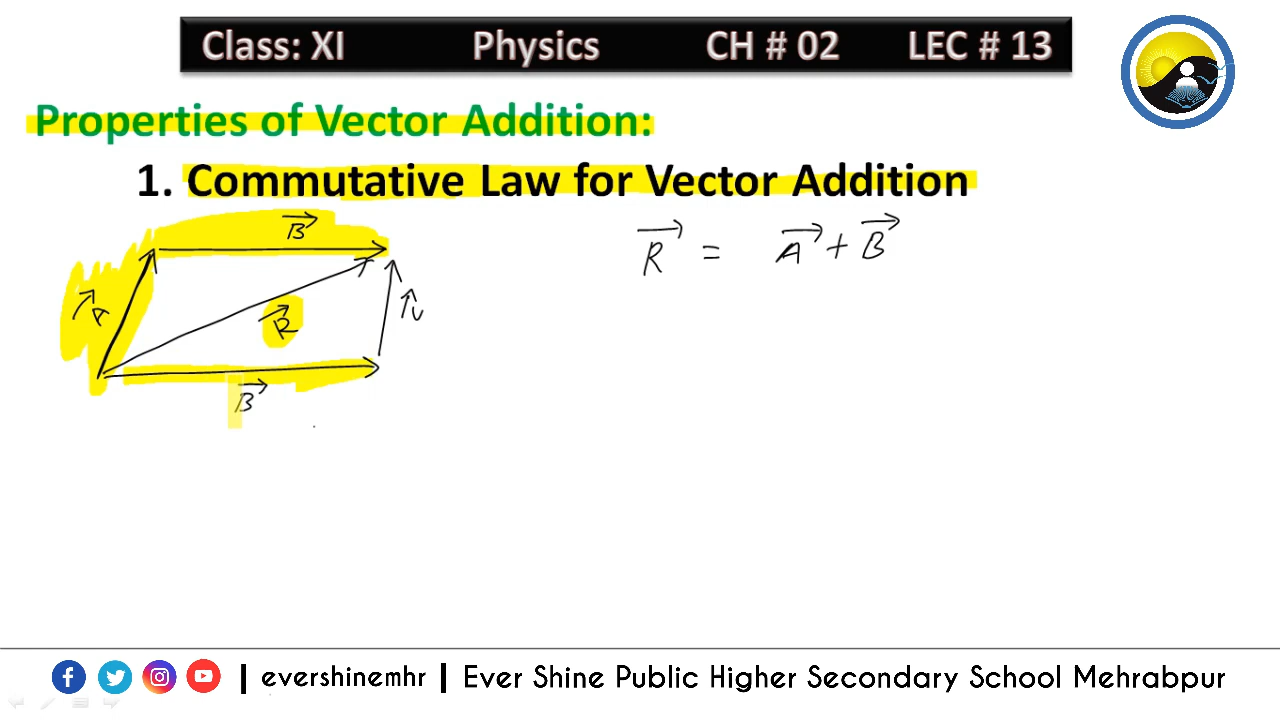 Class: XI Physics CH # 02 LEC # 13
Properties of Vector Addition:
1. Commutative Law for Vector Addition
B
R = A + B
A
R
B
| evershinemhr | Ever Shine Public Higher Secondary School Mehrabpur